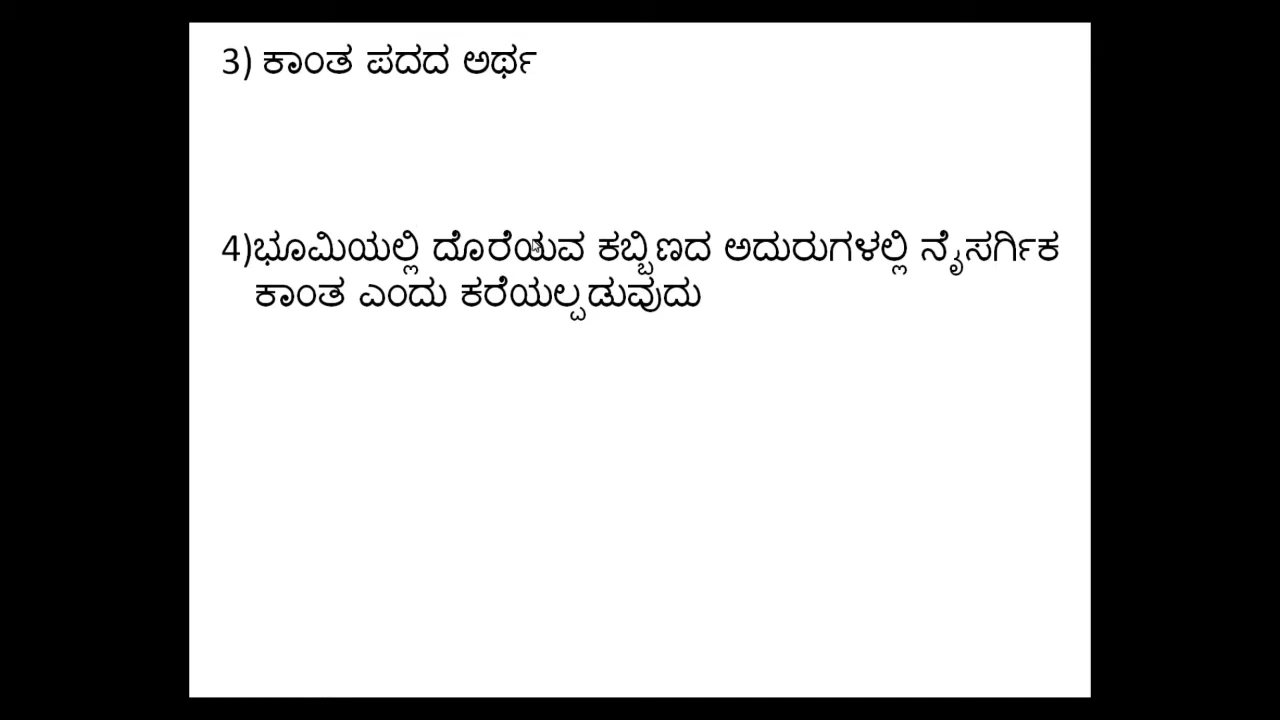 3) ಕಾಂತ ಪದದ ಅರ್ಥ
4)ಭೂಮಿಯಲ್ಲಿ ದೊರೆಯುವ ಕಬ್ಬಿಣದ ಅದುರುಗಳಲ್ಲಿ ನೈಸರ್ಗಿಕ
ಕಾಂತ ಎಂದು ಕರೆಯಲ್ಪಡುವುದು